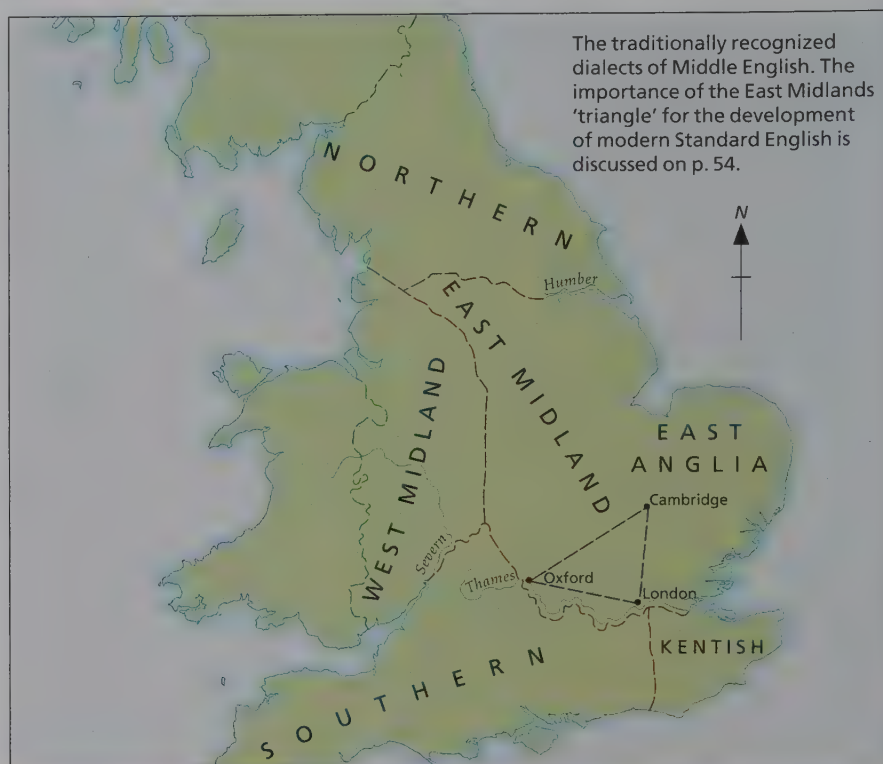 The traditionally recognized
dialects of Middle English. The
importance of the East Midlands
‘triangle’ for the development
of modern Standard English is
discussed on p. 54.
N
NORTHERN
Humber
EAST MIDLAND
WEST MIDLAND
EAST
ANGLIA
Cambridge
Severn
Thames
Oxford
London
KENTISH
SOUTHERN